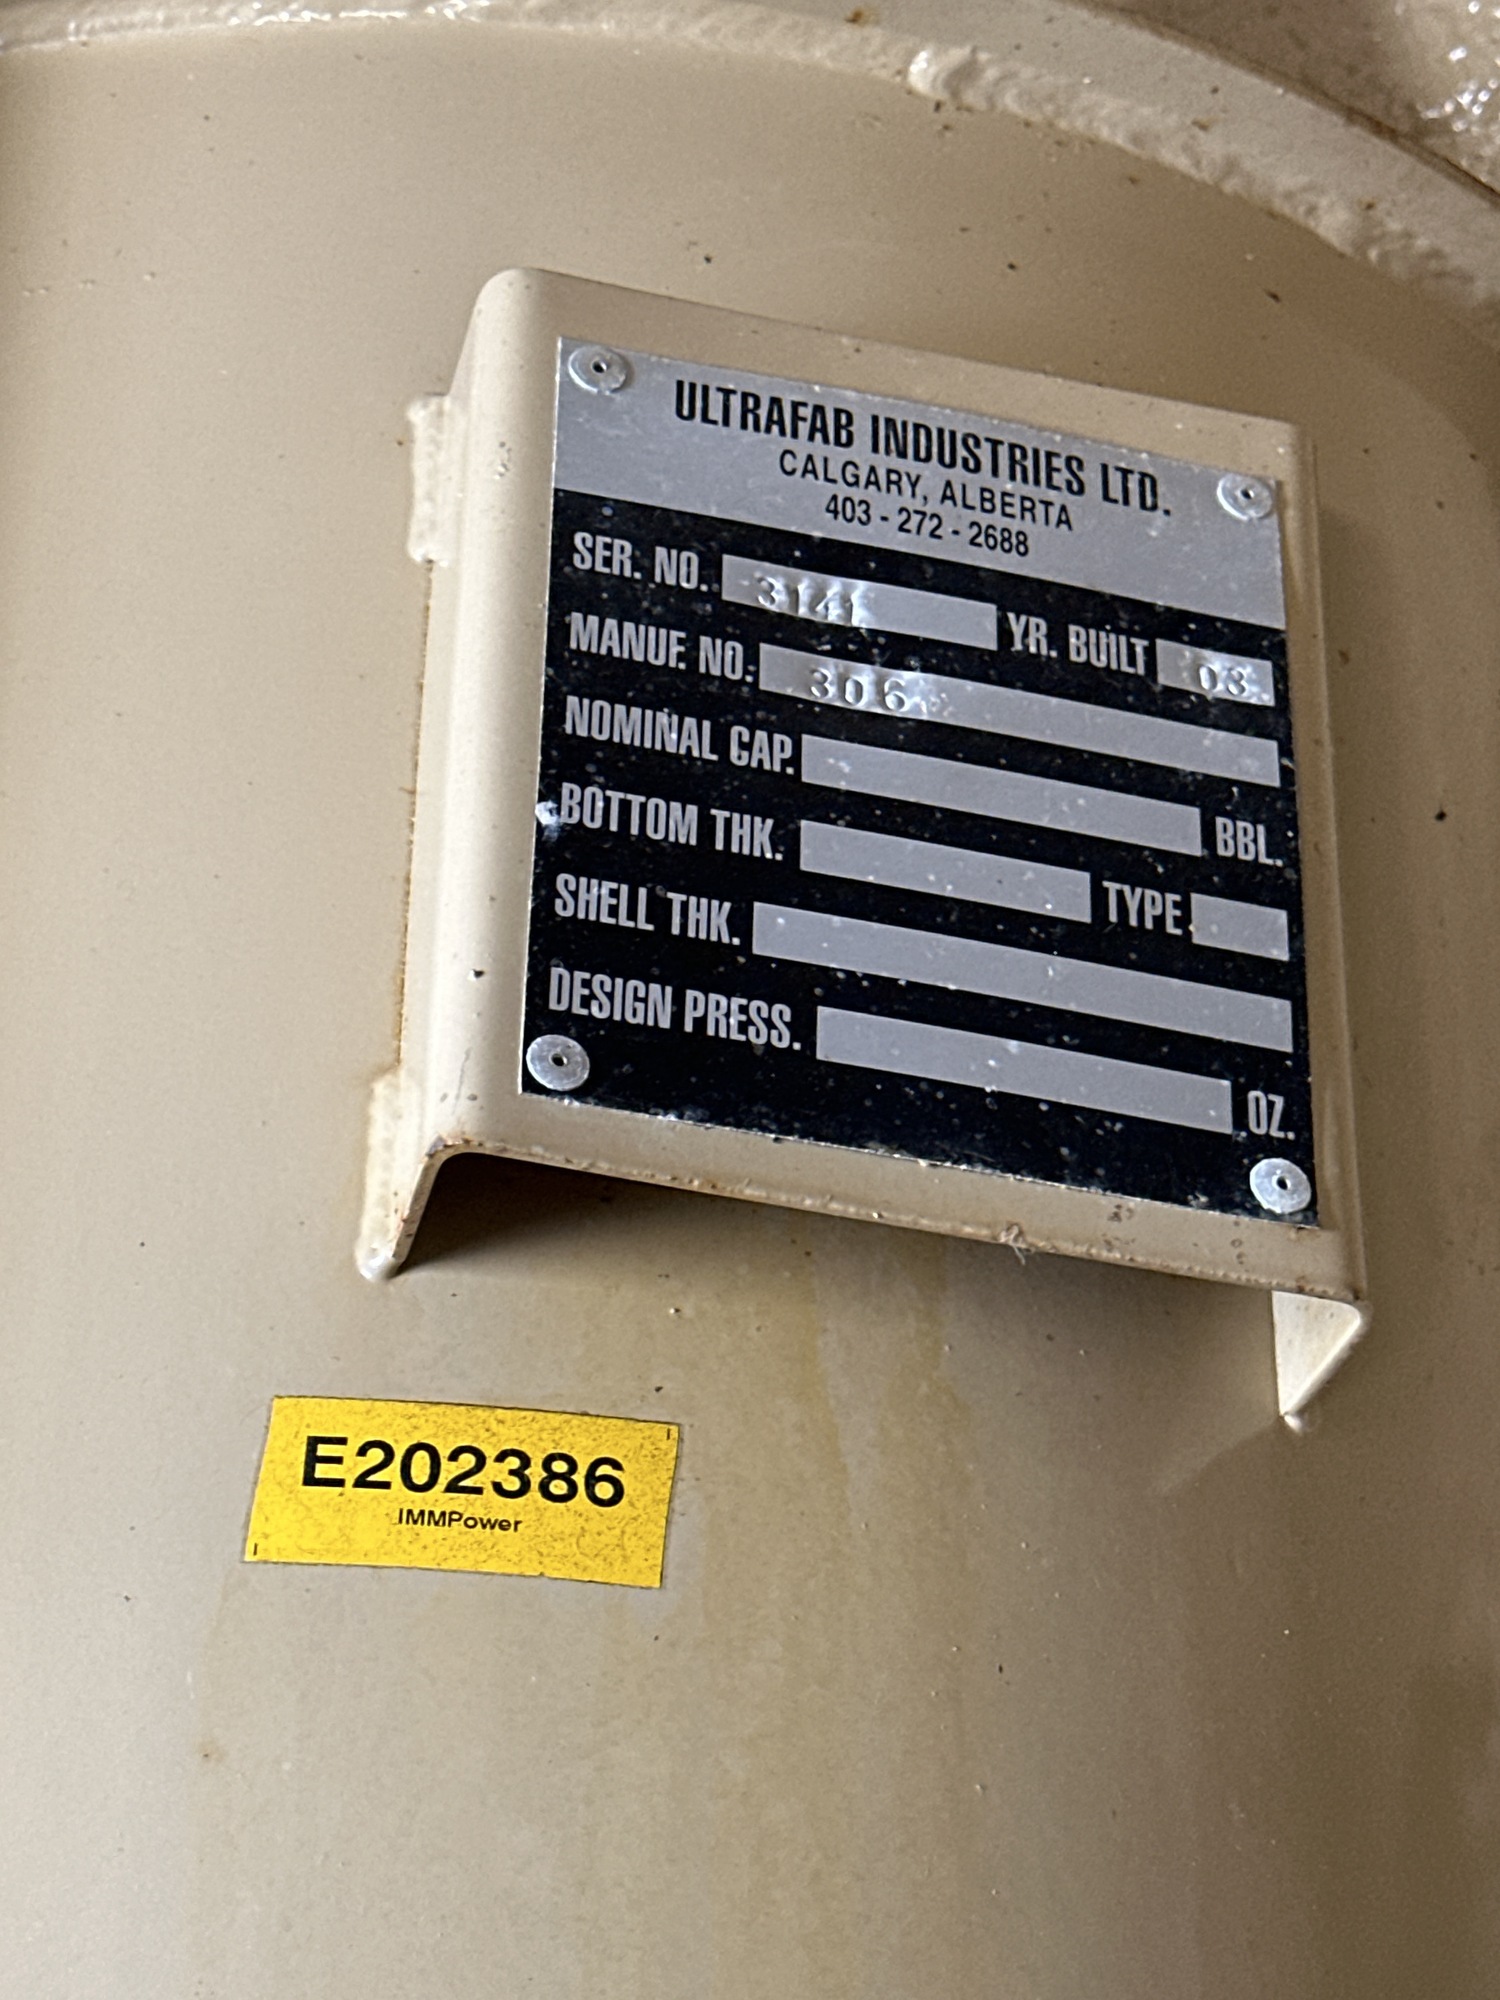 ULTRAFAB INDUSTRIES LTD.
CALGARY, ALBERTA
403 - 272 - 2688
SER. NO. 3141 YR. BUILT 03
MANUF. NO. 306
NOMINAL CAP. BBL.
BOTTOM THK. TYPE
SHELL THK.
DESIGN PRESS. OZ.
E202386
IMMPower